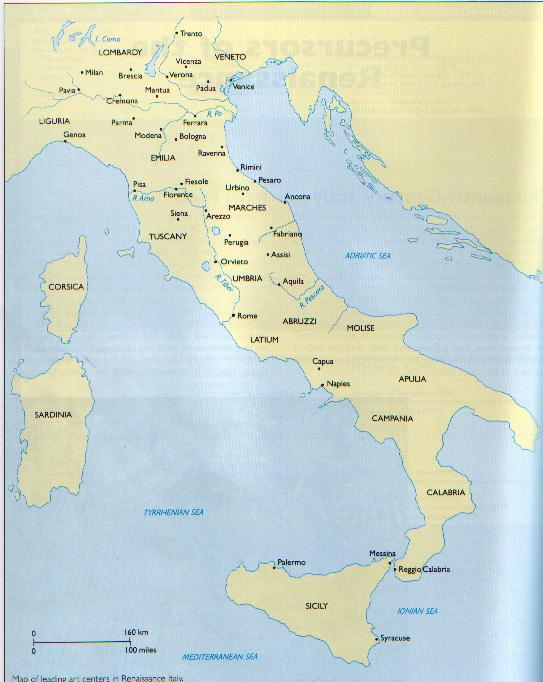 Trento
L. Como
LOMBARDY
VENETO
Vicenza
Milan
Brescia
Verona
Padua
Venice
Pavia
Mantua
Cremona
R. Po
LIGURIA
Parma
Ferrara
Genoa
Modena
Bologna
Ravenna
EMILIA
Rimini
Pisa
Fiesole
Pesaro
Urbino
R. Arno
Florence
Ancona
Siena
Arezzo
MARCHES
TUSCANY
Perugia
Fabriano
Assisi
ADRIATIC SEA
Orvieto
UMBRIA
Aquila
R. Tiber
CORSICA
R. Pescara
Rome
ABRUZZI
MOLISE
LATIUM
Capua
Naples
APULIA
SARDINIA
CAMPANIA
CALABRIA
TYRRHENIAN SEA
Messina
Palermo
Reggio Calabria
SICILY
IONIAN SEA
0 160 km
0 100 miles
Syracuse
MEDITERRANEAN SEA
Map of leading art centers in Renaissance Italy.